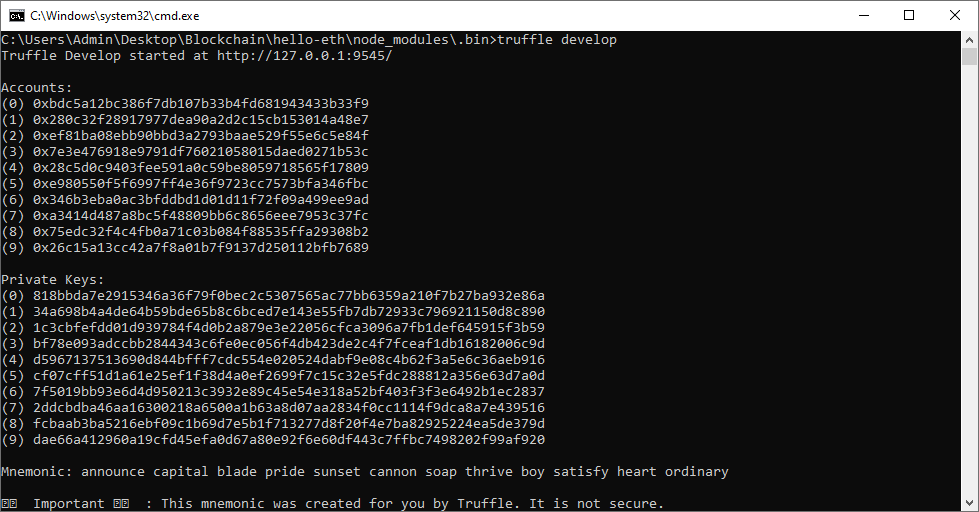 C:\Windows\system32\cmd.exe
C:\Users\Admin\Desktop\Blockchain\hello-eth\node_modules\.bin>truffle develop
Truffle Develop started at http://127.0.0.1:9545/
Accounts:
(0) 0xbdc5a12bc386f7db107b33b4fd681943433b33f9
(1) 0x280c32f28917977dea90a2d2c15cb153014a48e7
(2) 0xef81ba08ebb90bbd3a2793baae529f55e6c5e84f
(3) 0x7e3e476918e9791df76021058015daed0271b53c
(4) 0x28c5d0c9403fee591a0c59be8059718565f17809
(5) 0xe980550f5f6997ff4e36f9723cc7573bfa346fbc
(6) 0x346b3eba0ac3bfddbd1d01d11f72f09a499ee9ad
(7) 0xa3414d487a8bc5f48809bb6c8656eee7953c37fc
(8) 0x75edc32f4c4fb0a71c03b084f88535ffa29308b2
(9) 0x26c15a13cc42a7f8a01b7f9137d250112bfb7689
Private Keys:
(0) 818bbda7e2915346a36f79f0bec2c5307565ac77bb6359a210f7b27ba932e86a
(1) 34a698b4a4de64b59bde65b8c6bced7e143e55fb7db72933c796921150d8c890
(2) 1c3cbfefdd01d939784f4d0b2a879e3e22056cfca3096a7fb1def645915f3b59
(3) bf78e093adccbb2844343c6fe0ec056f4db423de2c4f7fceaf1db16182006c9d
(4) d5967137513690d844bfff7cdc554e020524dabf9e08c4b62f3a5e6c36aeb916
(5) cf07cff51d1a61e25ef1f38d4a0ef2699f7c15c32e5fdc288812a356e63d7a0d
(6) 7f5019bb93e6d4d950213c3932e89c45e54e318a52bf403f3f3e6492b1ec2837
(7) 2ddcbdba46aa16300218a6500a1b63a8d07aa2834f0cc1114f9dca8a7e439516
(8) fcbaab3ba5216ebf09c1b69d7e5b1f713277d8f20f4e7ba82925224ea5de379d
(9) dae66a412960a19cfd45efa0d67a80e92f6e60df443c7ffbc7498202f99af920
Mnemonic: announce capital blade pride sunset cannon soap thrive boy satisfy heart ordinary
Important : This mnemonic was created for you by Truffle. It is not secure.